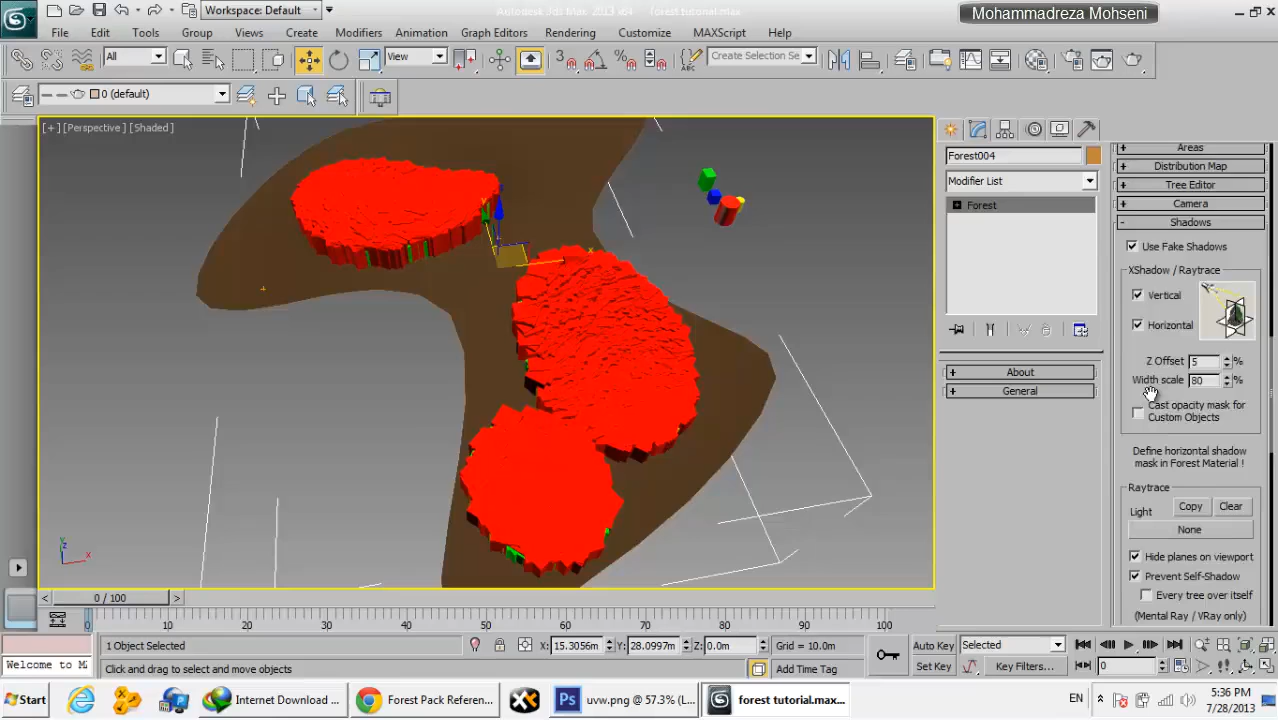 Workspace: Default
Autodesk 3ds Max 2013 x64 forest tutorial.max
Mohammadreza Mohseni
File Edit Tools Group Views Create Modifiers Animation Graph Editors Rendering Customize MAXScript Help
All
View
3
Create Selection Se
0 (default)
[+] [Perspective] [Shaded]
x
z
x
Forest004
Modifier List
Forest
About
General
Areas
Distribution Map
Tree Editor
Camera
Shadows
Use Fake Shadows
XShadow / Raytrace
Vertical
Horizontal
Z Offset 5 %
Width scale 80 %
Cast opacity mask for
Custom Objects
Define horizontal shadow
mask in Forest Material !
Raytrace
Light Copy Clear
None
Hide planes on viewport
Prevent Self-Shadow
Every tree over itself
(Mental Ray / VRay only)
0 / 100
0 10 20 30 40 50 60 70 80 90 100
1 Object Selected
X: 15.3056m Y: 28.0997m Z: 0.0m Grid = 10.0m
Auto Key Selected
Welcome to M
Click and drag to select and move objects
Add Time Tag
Set Key Key Filters... 0
Start
Internet Download ...
Forest Pack Referen...
uvw.png @ 57.3% (L...
forest tutorial.max...
EN
5:36 PM
7/28/2013